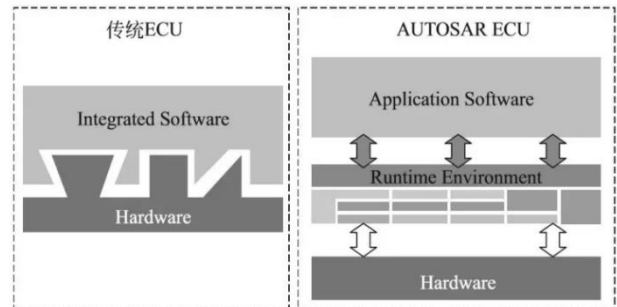 传统ECU
Integrated Software
Hardware
AUTOSAR ECU
Application Software
Runtime Environment
Hardware